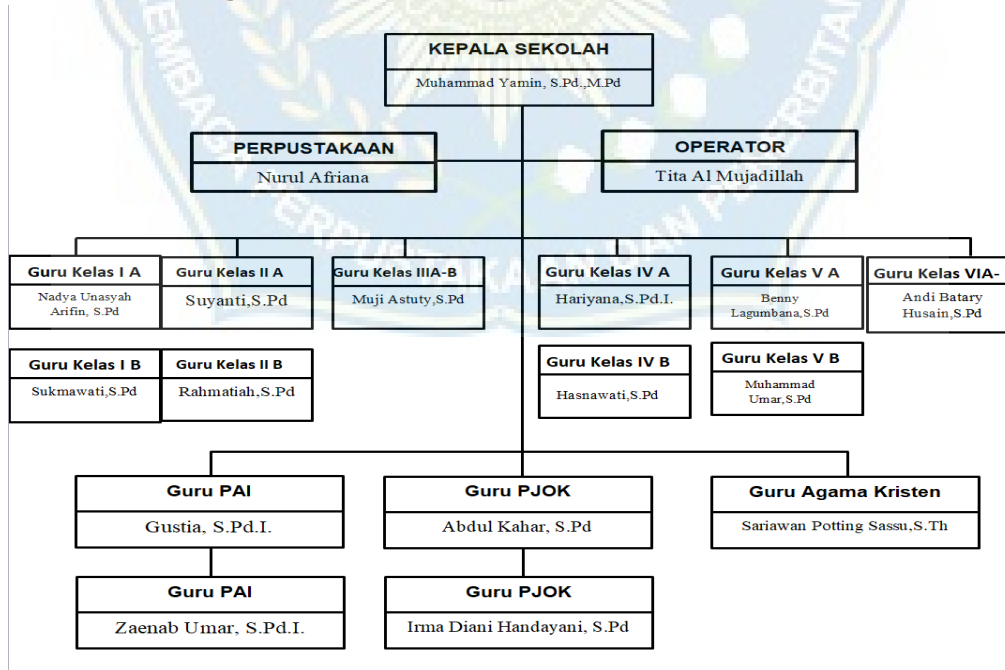 KEPALA SEKOLAH
Muhammad Yamin, S.Pd.,M.Pd
PERPUSTAKAAN
Nurul Afriana
OPERATOR
Tita Al Mujadillah
Guru Kelas I A
Nadya Unasyah
Arifin, S.Pd
Guru Kelas II A
Suyanti,S.Pd
Guru Kelas IIIA-B
Muji Astuty,S.Pd
Guru Kelas IV A
Hariyana,S.Pd.I.
Guru Kelas V A
Benny
Lagumbana,S.Pd
Guru Kelas VIA-
Andi Batary
Husain,S.Pd
Guru Kelas I B
Sukmawati,S.Pd
Guru Kelas II B
Rahmatiah,S.Pd
Guru Kelas IV B
Hasnawati,S.Pd
Guru Kelas V B
Muhammad
Umar,S.Pd
Guru PAI
Gustia, S.Pd.I.
Guru PJOK
Abdul Kahar, S.Pd
Guru Agama Kristen
Sariawan Potting Sassu,S.Th
Guru PAI
Zaenab Umar, S.Pd.I.
Guru PJOK
Irma Diani Handayani, S.Pd
PERPUSTAKAAN DAN